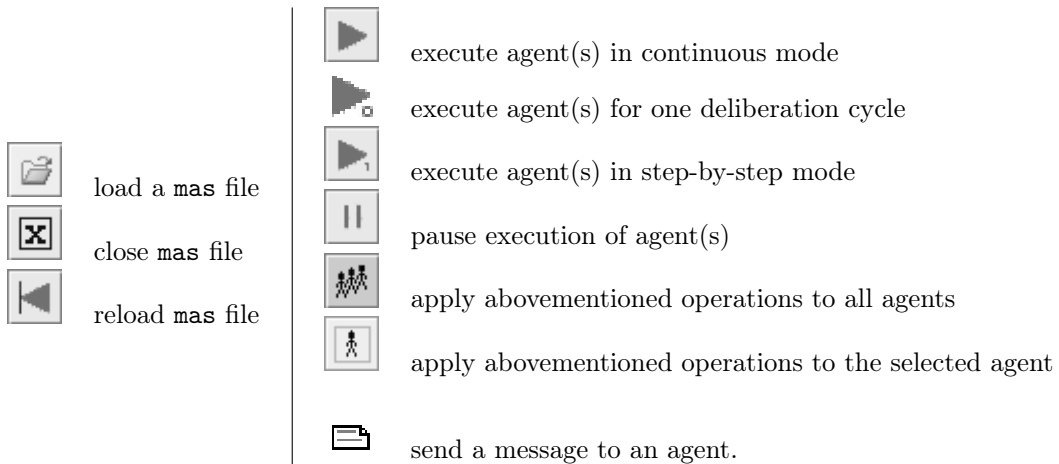 load a mas file
close mas file
reload mas file
execute agent(s) in continuous mode
execute agent(s) for one deliberation cycle
execute agent(s) in step-by-step mode
pause execution of agent(s)
apply abovementioned operations to all agents
apply abovementioned operations to the selected agent
send a message to an agent.